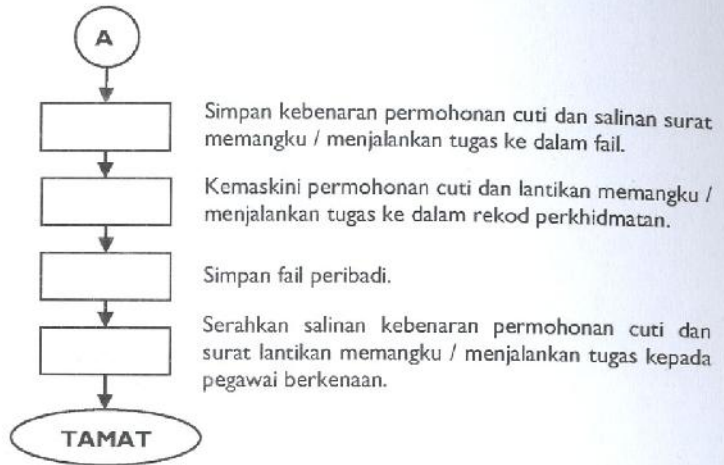 A
Simpan kebenaran permohonan cuti dan salinan surat
memangku / menjalankan tugas ke dalam fail.
Kemaskini permohonan cuti dan lantikan memangku /
menjalankan tugas ke dalam rekod perkhidmatan.
Simpan fail peribadi.
Serahkan salinan kebenaran permohonan cuti dan
surat lantikan memangku / menjalankan tugas kepada
pegawai berkenaan.
TAMAT